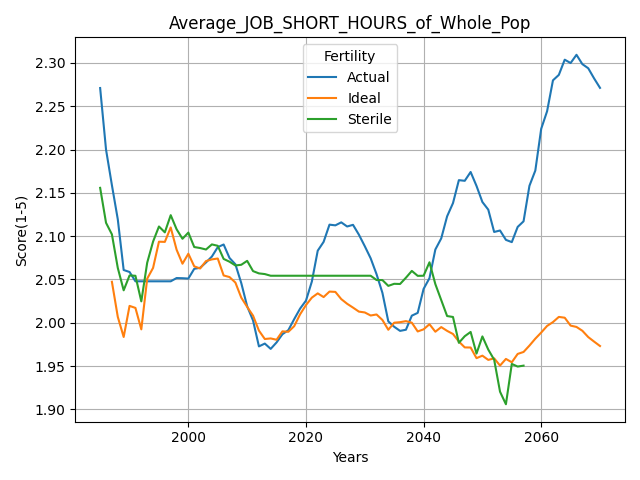 Average_JOB_SHORT_HOURS_of_Whole_Pop
Fertility
Actual
Ideal
Sterile
Score(1-5)
2.30
2.25
2.20
2.15
2.10
2.05
2.00
1.95
1.90
2000
2020
2040
2060
Years